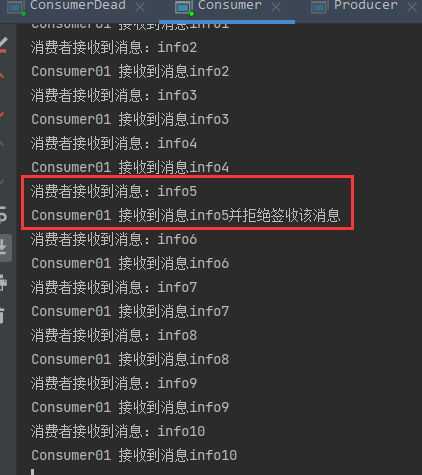 ConsumerDead Consumer Producer
Consumer01 接收到消息info1
消费者接收到消息：info2
Consumer01 接收到消息info2
消费者接收到消息：info3
Consumer01 接收到消息info3
消费者接收到消息：info4
Consumer01 接收到消息info4
消费者接收到消息：info5
Consumer01 接收到消息info5并拒绝签收该消息
消费者接收到消息：info6
Consumer01 接收到消息info6
消费者接收到消息：info7
Consumer01 接收到消息info7
消费者接收到消息：info8
Consumer01 接收到消息info8
消费者接收到消息：info9
Consumer01 接收到消息info9
消费者接收到消息：info10
Consumer01 接收到消息info10